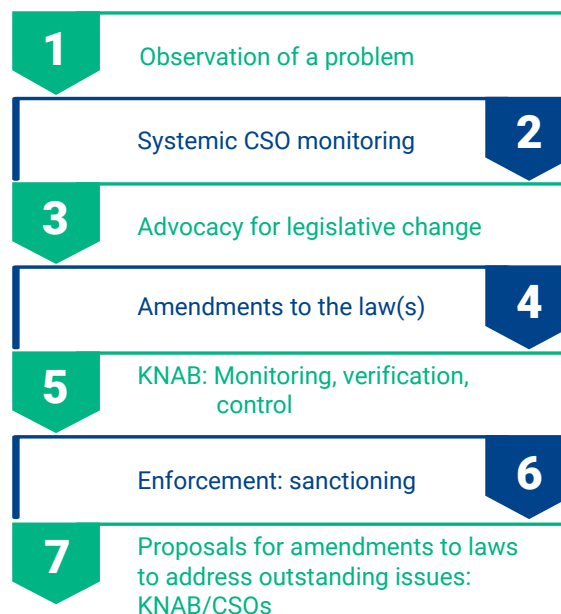 1
Observation of a problem
Systemic CSO monitoring
2
3
Advocacy for legislative change
Amendments to the law(s)
4
5
KNAB: Monitoring, verification,
control
Enforcement: sanctioning
6
7
Proposals for amendments to laws
to address outstanding issues:
KNAB/CSOs